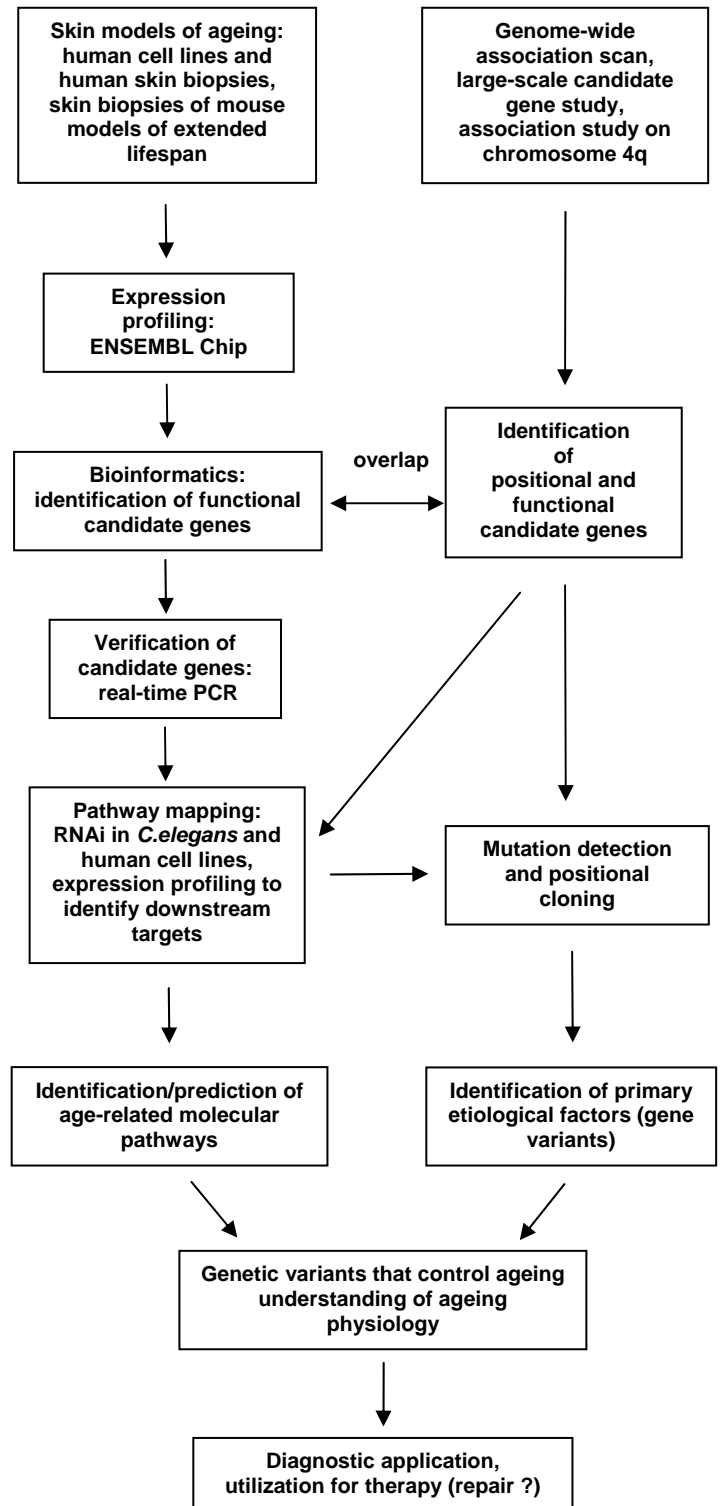 Skin models of ageing:
human cell lines and
human skin biopsies,
skin biopsies of mouse
models of extended
lifespan
Genome-wide
association scan,
large-scale candidate
gene study,
association study on
chromosome 4q
Expression
profiling:
ENSEMBL Chip
Bioinformatics:
identification of functional
candidate genes
overlap
Identification
of
positional and
functional
candidate genes
Verification of
candidate genes:
real-time PCR
Pathway mapping:
RNAi in C.elegans and
human cell lines,
expression profiling to
identify downstream
targets
Mutation detection
and positional
cloning
Identification/prediction of
age-related molecular
pathways
Identification of primary
etiological factors (gene
variants)
Genetic variants that control ageing
understanding of ageing
physiology
Diagnostic application,
utilization for therapy (repair ?)